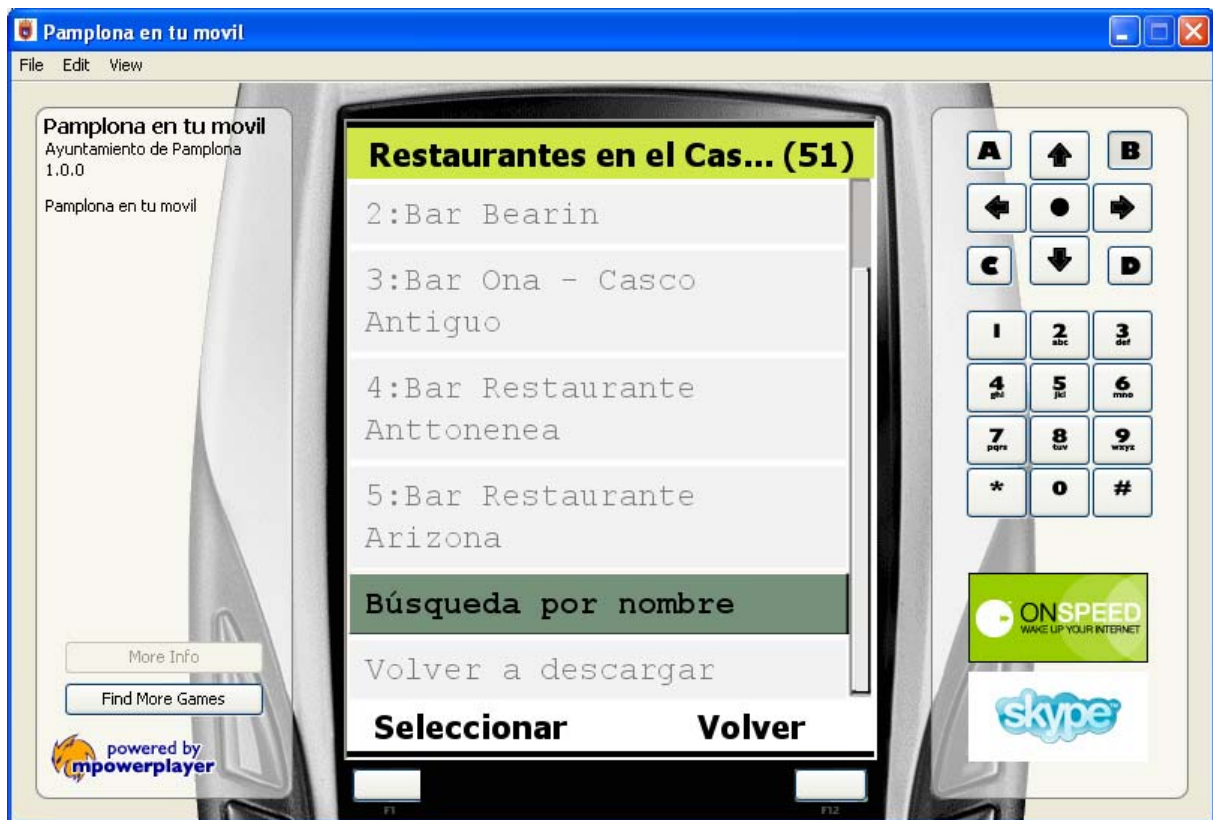 Pamplona en tu movil
File Edit View
Pamplona en tu movil
Ayuntamiento de Pamplona
1.0.0
Pamplona en tu movil
More Info
Find More Games
powered by
mpowerplayer
Restaurantes en el Cas... (51)
2:Bar Bearin
3:Bar Ona - Casco
Antiguo
4:Bar Restaurante
Anttonenea
5:Bar Restaurante
Arizona
Búsqueda por nombre
Volver a descargar
Seleccionar Volver
F1 F12
A B
C D
1 2 abc 3 def
4 ghi 5 jkl 6 mno
7 pqrs 8 tuv 9 wxyz
* 0 #
ONSPEED
WAKE UP YOUR INTERNET
skype